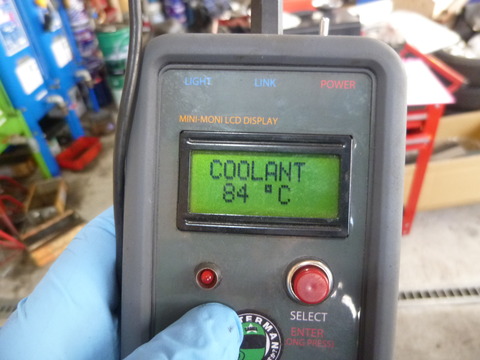 LIGHT LINK POWER
MINI-MONI LCD DISPLAY
COOLANT
84 °C
SELECT
ENTER